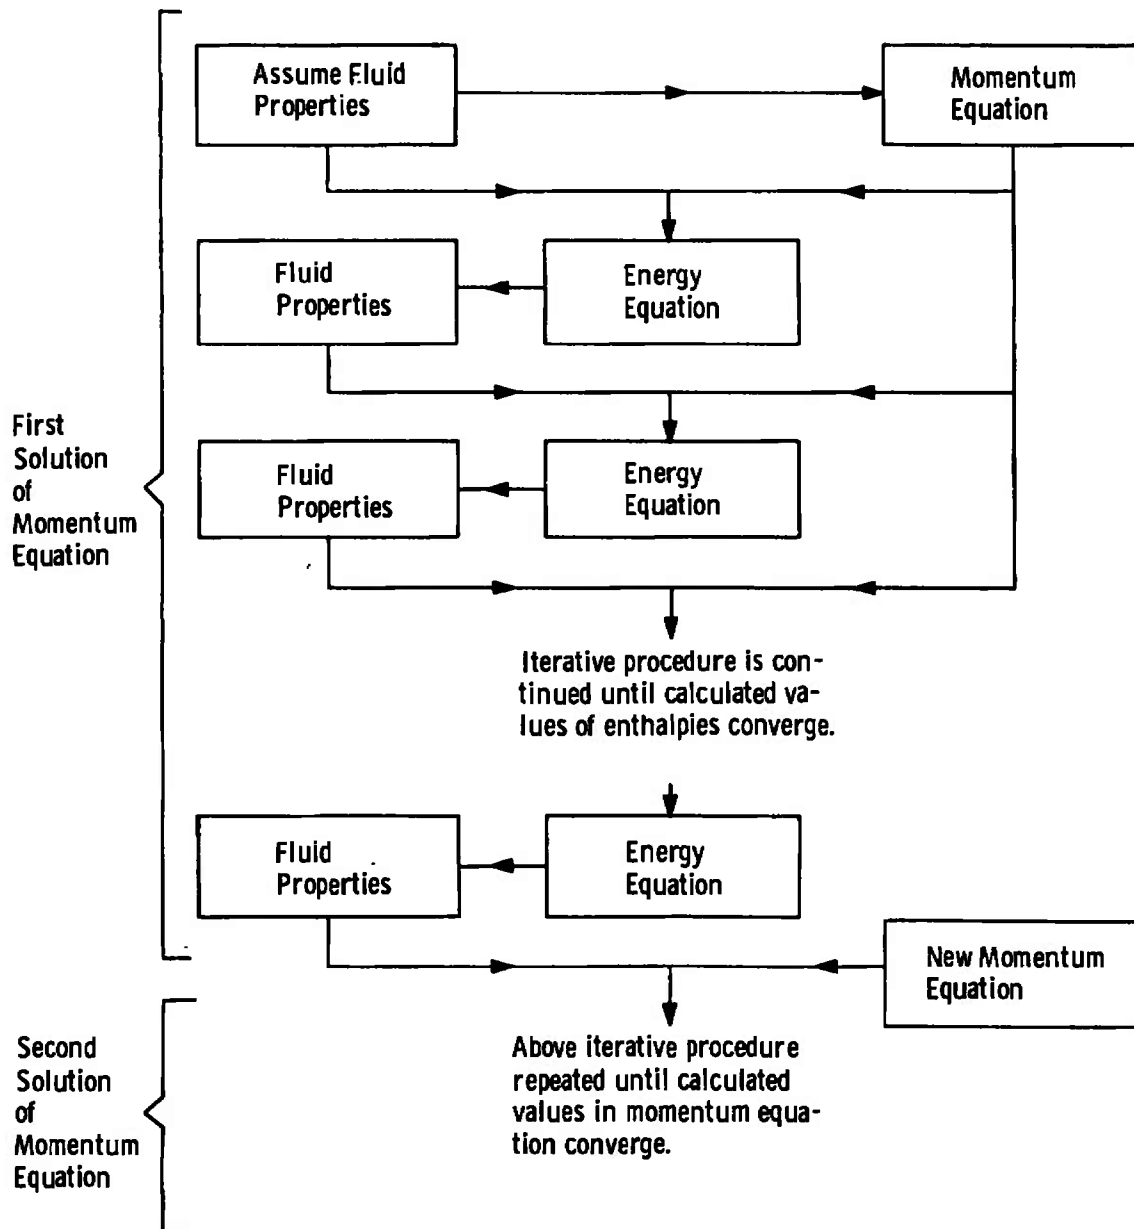 Assume Fluid
Properties
Momentum
Equation
Fluid
Properties
Energy
Equation
First
Solution
of
Momentum
Equation
Fluid
Properties
Energy
Equation
Iterative procedure is con-
tinued until calculated va-
lues of enthalpies converge.
Fluid
Properties
Energy
Equation
New Momentum
Equation
Second
Solution
of
Momentum
Equation
Above iterative procedure
repeated until calculated
values in momentum equa-
tion converge.